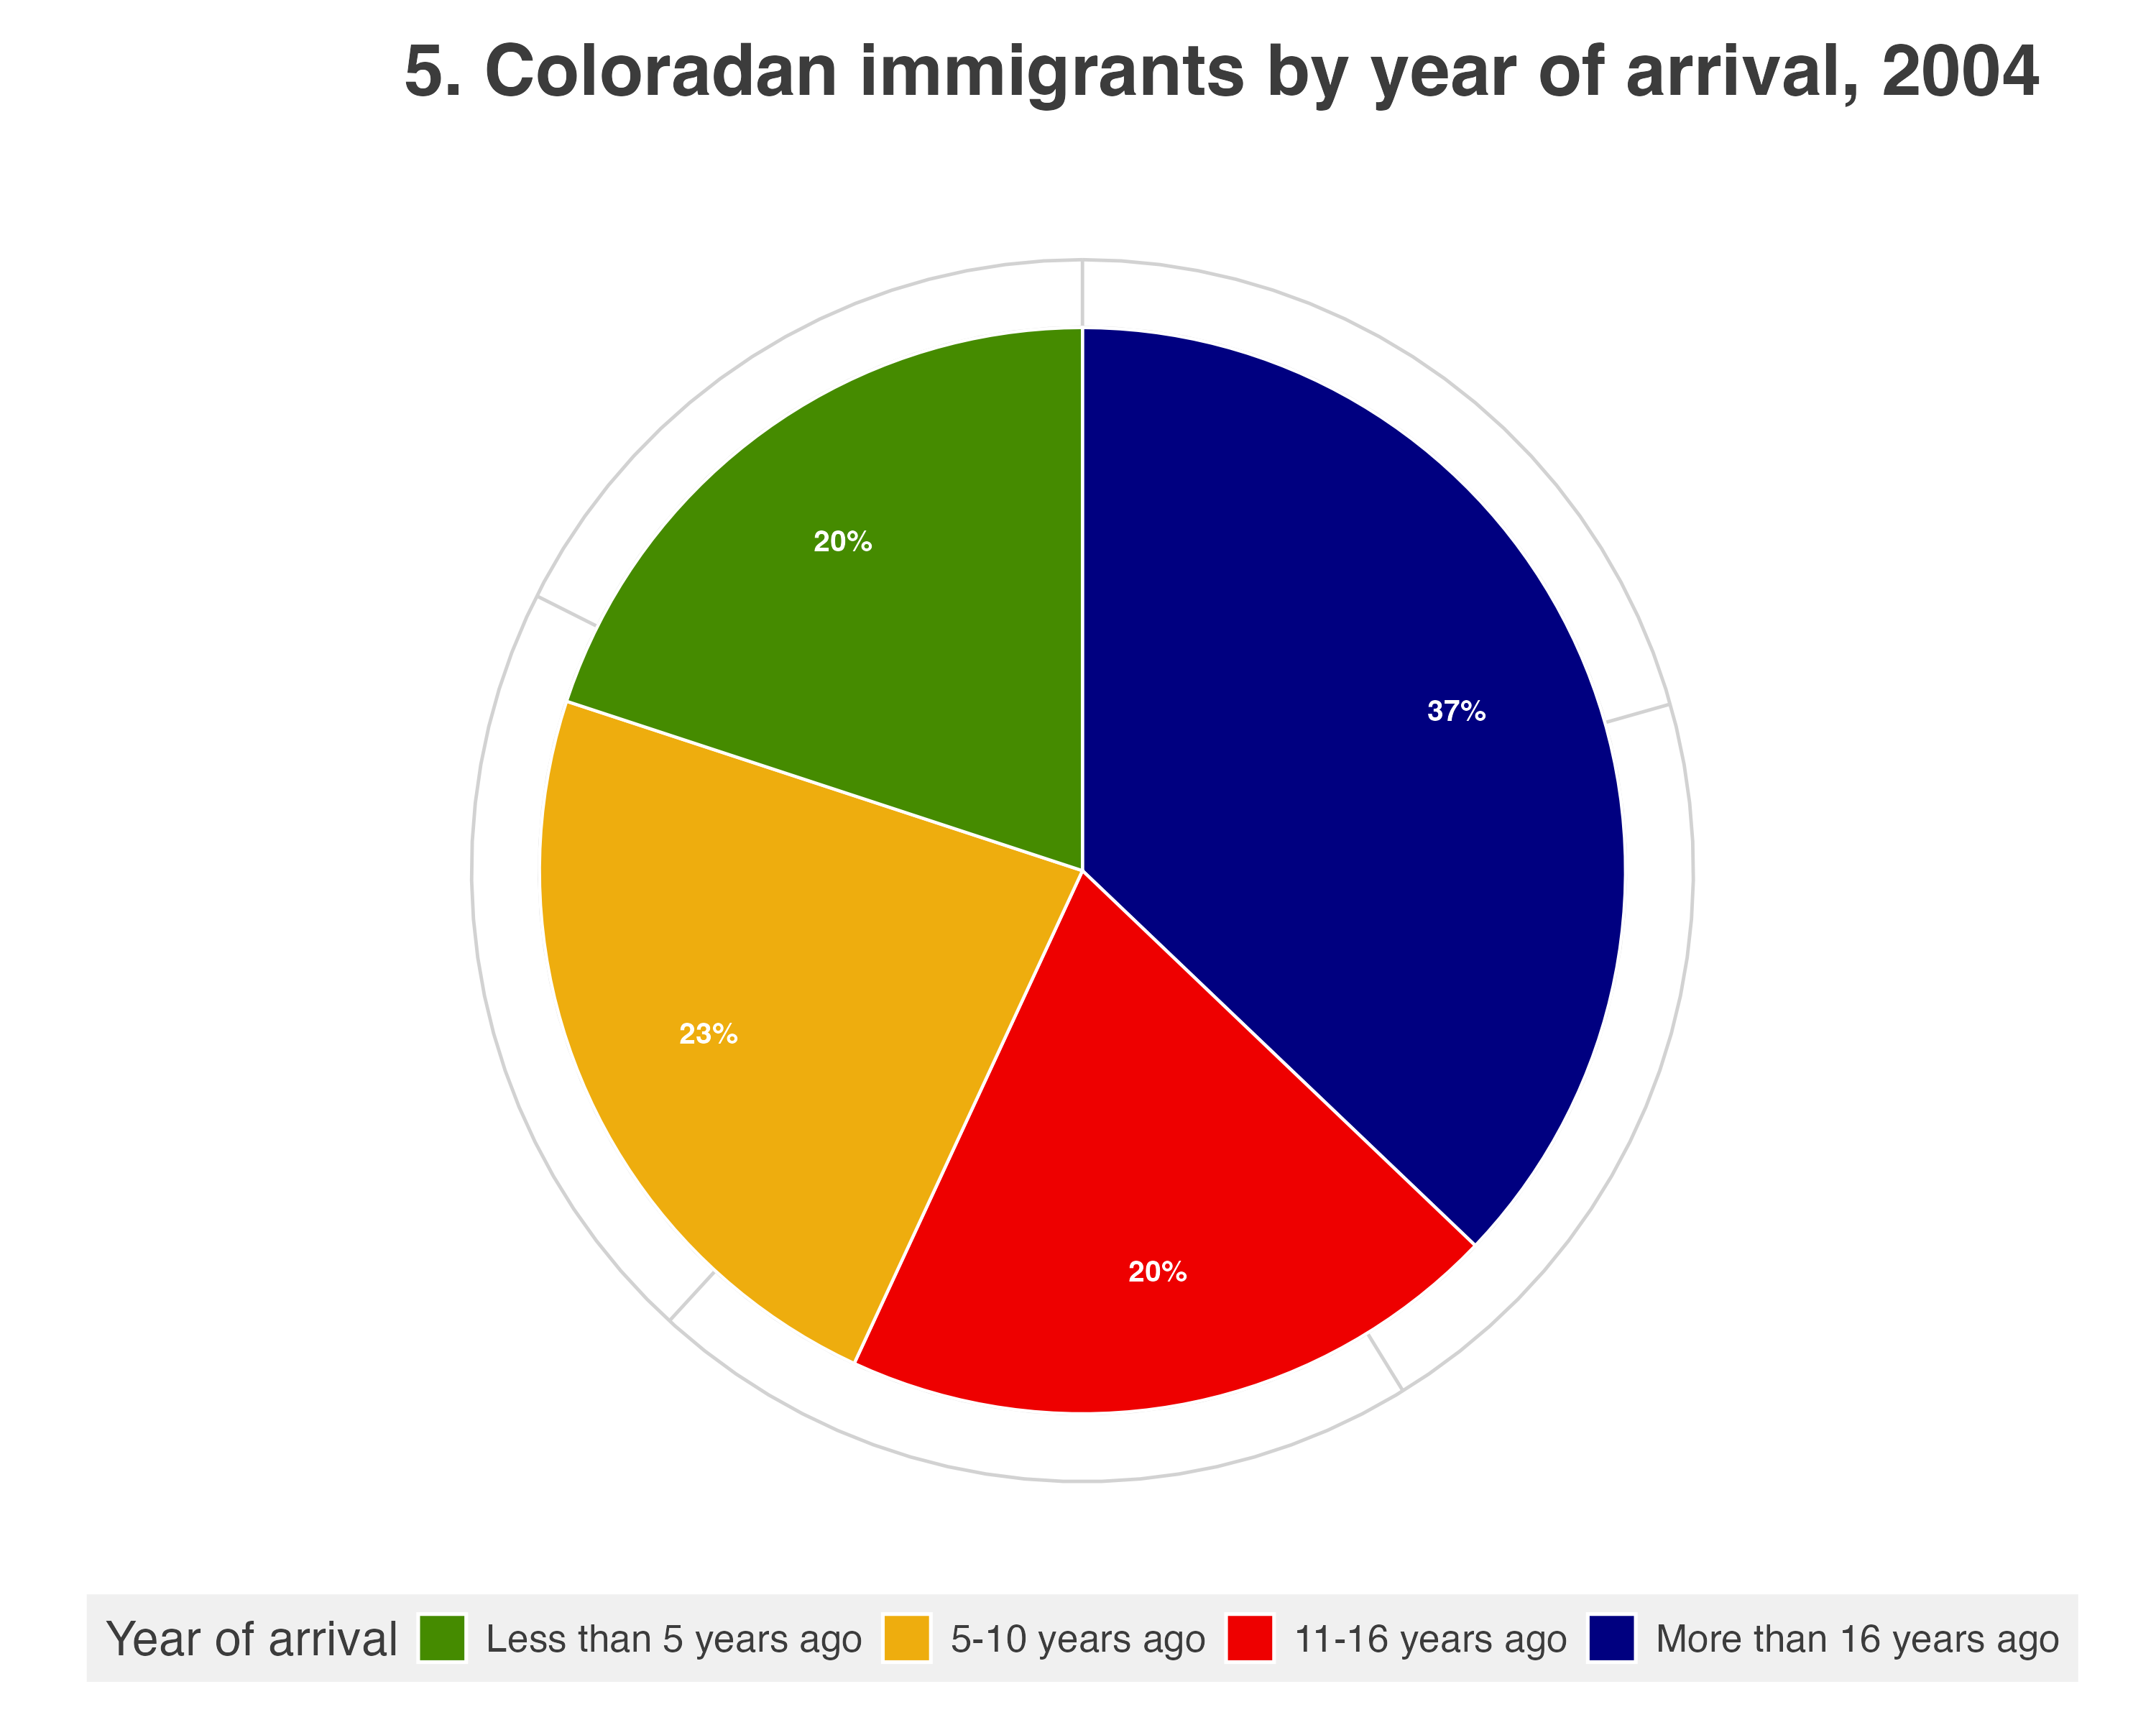 5. Coloradan immigrants by year of arrival, 2004
20%
37%
23%
20%
Year of arrival Less than 5 years ago 5-10 years ago 11-16 years ago More than 16 years ago